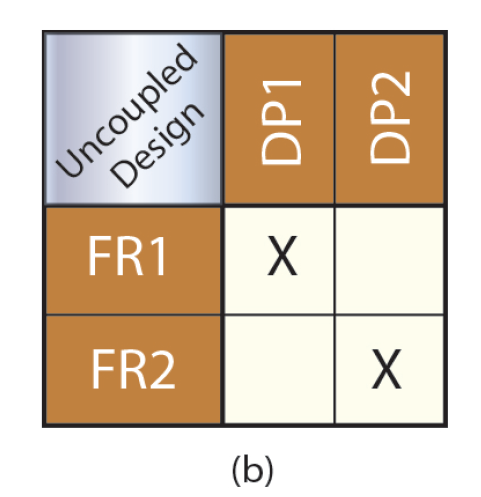 Uncoupled
Design
DP1
DP2
FR1
X
FR2
X
(b)